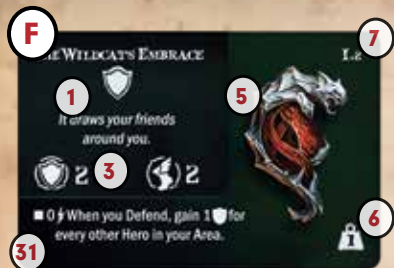 F
THE WILDCAT'S EMBRACE
L2
7
1
5
It draws your friends
around you.
2
3
2
0 When you Defend, gain 1 for
every other Hero in your Area.
6
1
31